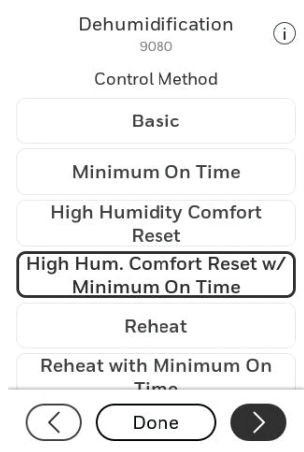 Dehumidification
9080
Control Method
Basic
Minimum On Time
High Humidity Comfort
Reset
High Hum. Comfort Reset w/
Minimum On Time
Reheat
Reheat with Minimum On
Time
Done